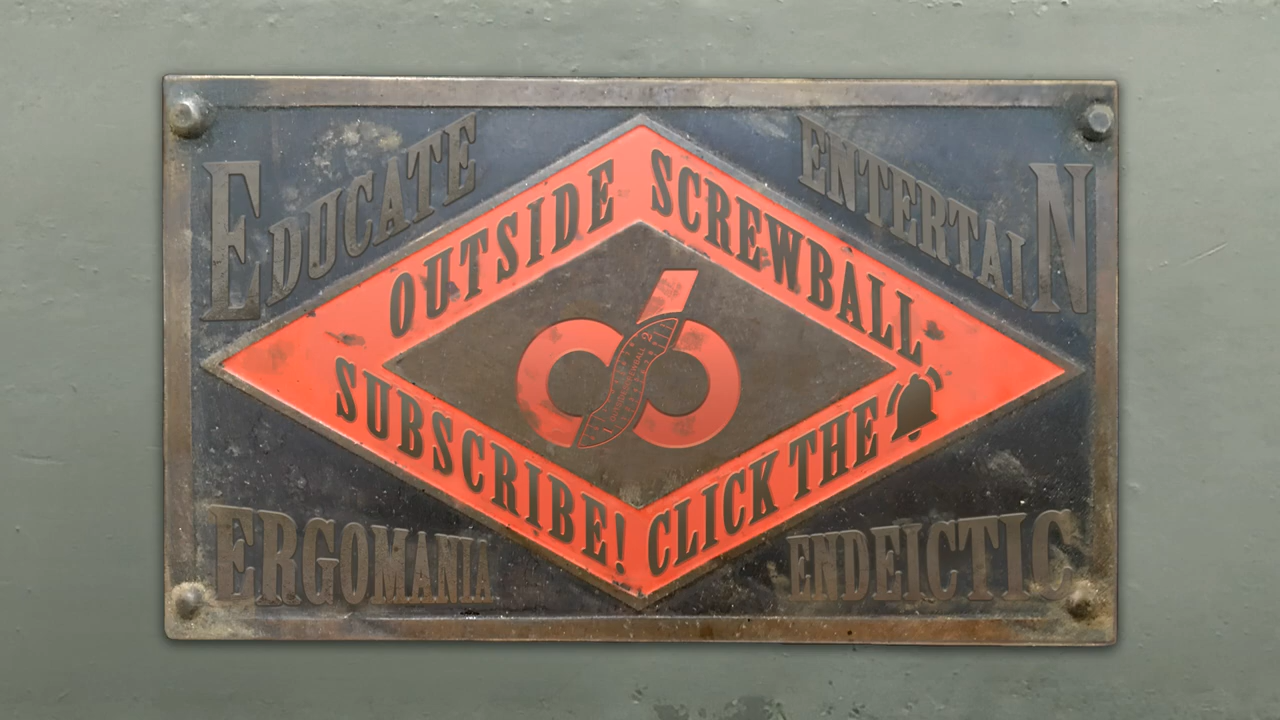 EDUCATE
ENTERTAIN
OUTSIDE SCREWBALL
SUBSCRIBE! CLICK THE
ERGOMANIA
ENDEICTIC